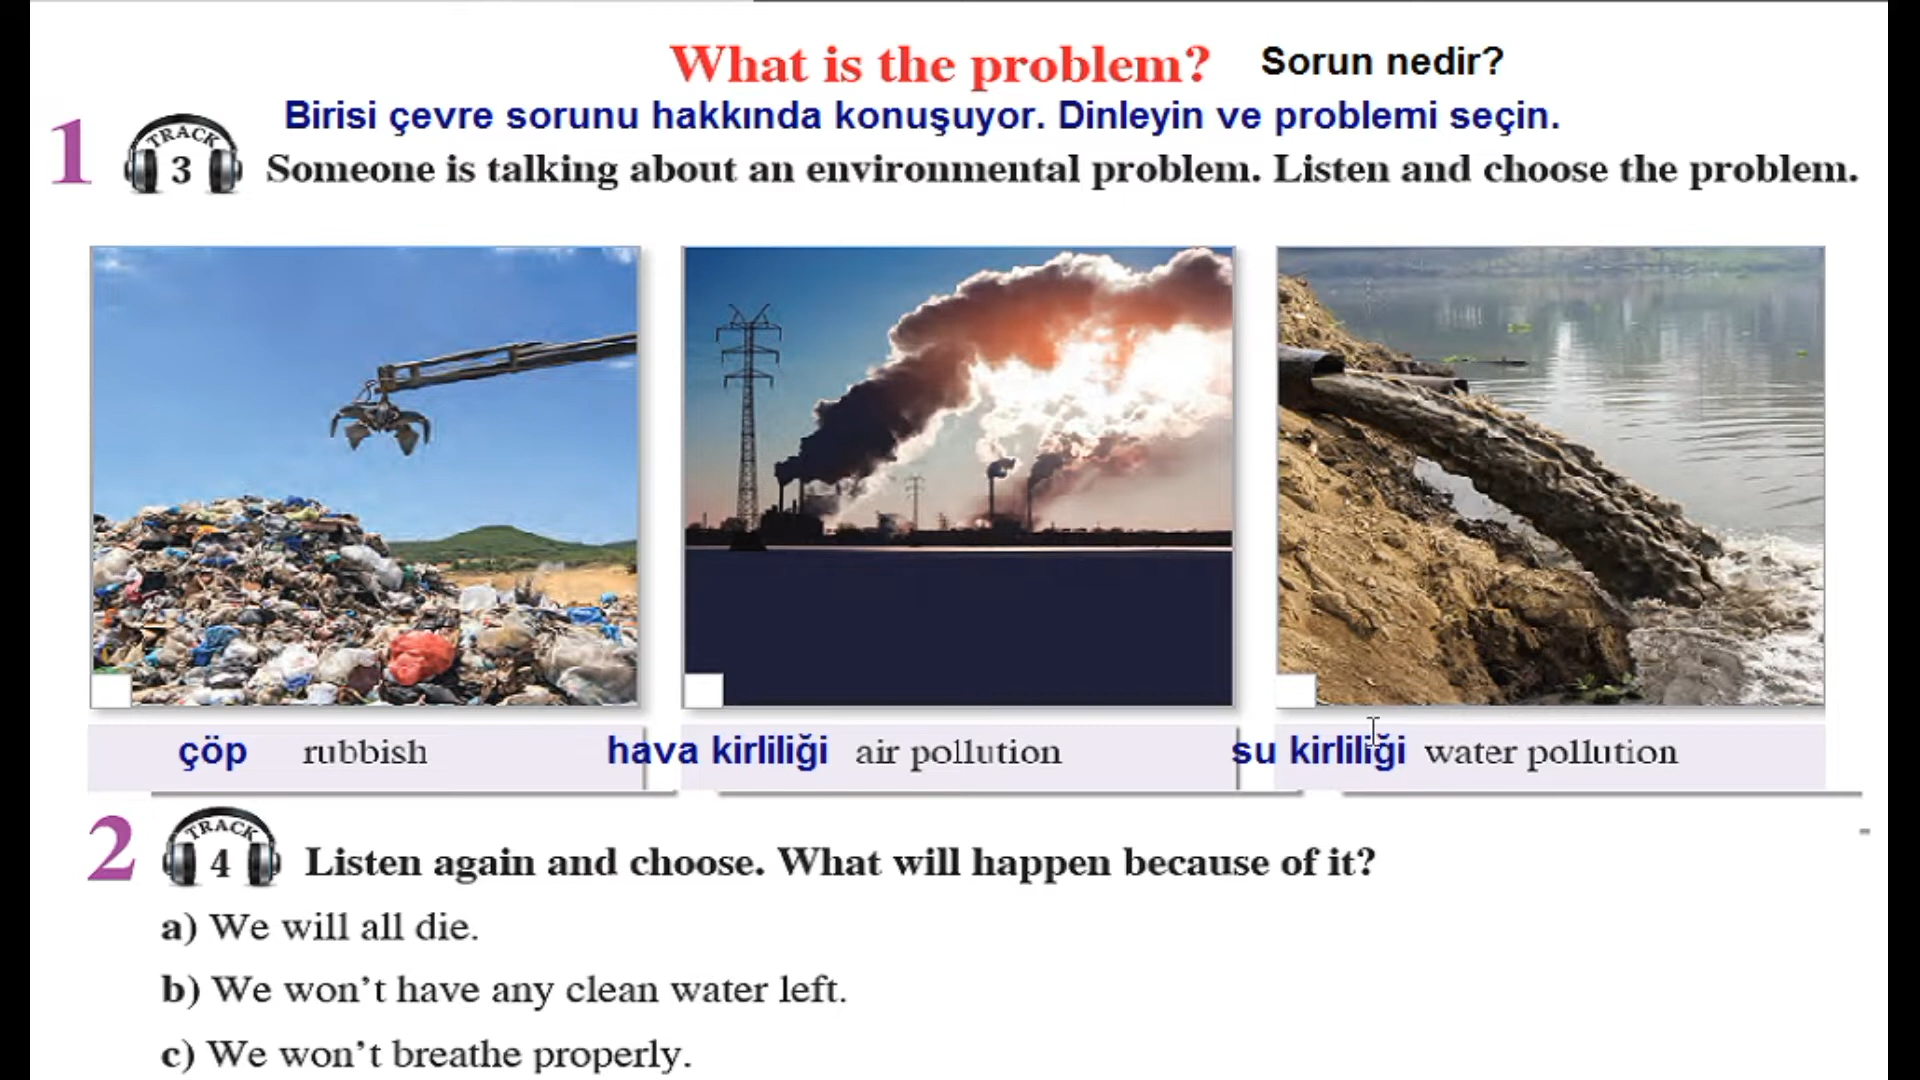 What is the problem? Sorun nedir?
Birisi çevre sorunu hakkında konuşuyor. Dinleyin ve problemi seçin.
1 TRACK 3 Someone is talking about an environmental problem. Listen and choose the problem.
çöp rubbish hava kirliliği air pollution su kirliliği water pollution
2 TRACK 4 Listen again and choose. What will happen because of it?
a) We will all die.
b) We won't have any clean water left.
c) We won't breathe properly.